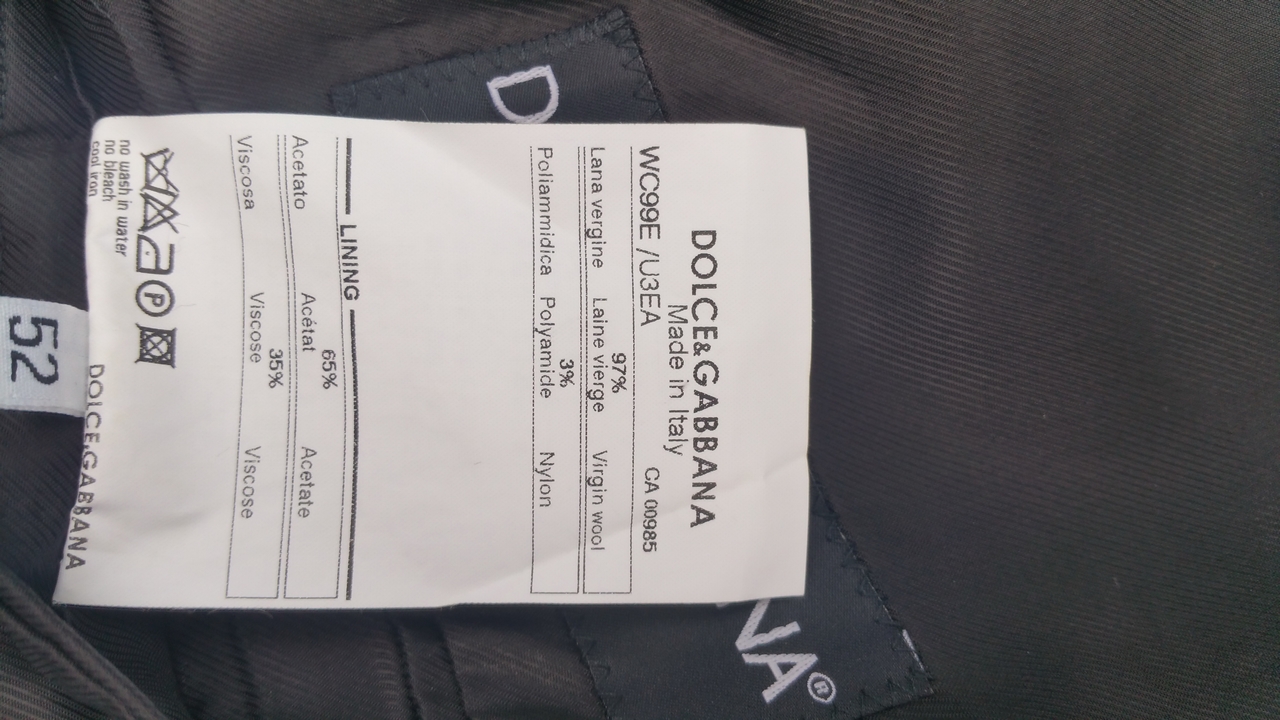 DOLCE&GABBANA
Made in Italy
WC99E /U3EA CA 00985
97%
Lana vergine Laine vierge Virgin wool
3%
Poliammidica Polyamide Nylon
LINING
65%
Acetato Acétat Acetate
35%
Viscosa Viscose Viscose
P
no wash in water
no bleach
cool iron
DOLCE&GABBANA
52
D
NA®